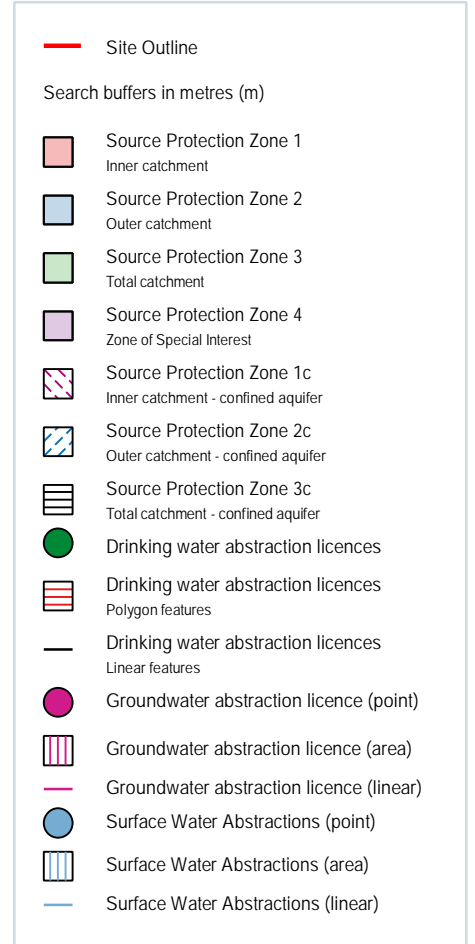 Site Outline
Search buffers in metres (m)
Source Protection Zone 1
Inner catchment
Source Protection Zone 2
Outer catchment
Source Protection Zone 3
Total catchment
Source Protection Zone 4
Zone of Special Interest
Source Protection Zone 1c
Inner catchment - confined aquifer
Source Protection Zone 2c
Outer catchment - confined aquifer
Source Protection Zone 3c
Total catchment - confined aquifer
Drinking water abstraction licences
Drinking water abstraction licences
Polygon features
Drinking water abstraction licences
Linear features
Groundwater abstraction licence (point)
Groundwater abstraction licence (area)
Groundwater abstraction licence (linear)
Surface Water Abstractions (point)
Surface Water Abstractions (area)
Surface Water Abstractions (linear)